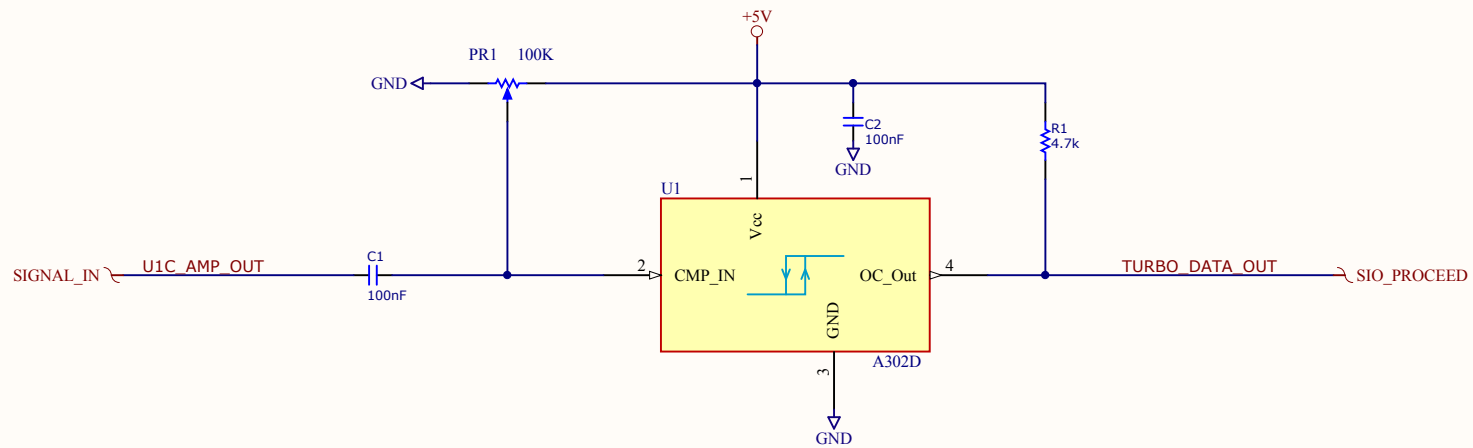 +5V
PR1 100K
GND
C2
100nF
GND
R1
4.7k
U1
1
Vcc
SIGNAL_IN
U1C_AMP_OUT
C1
100nF
2
CMP_IN
OC_Out
4
TURBO_DATA_OUT
SIO_PROCEED
GND
3
A302D
GND